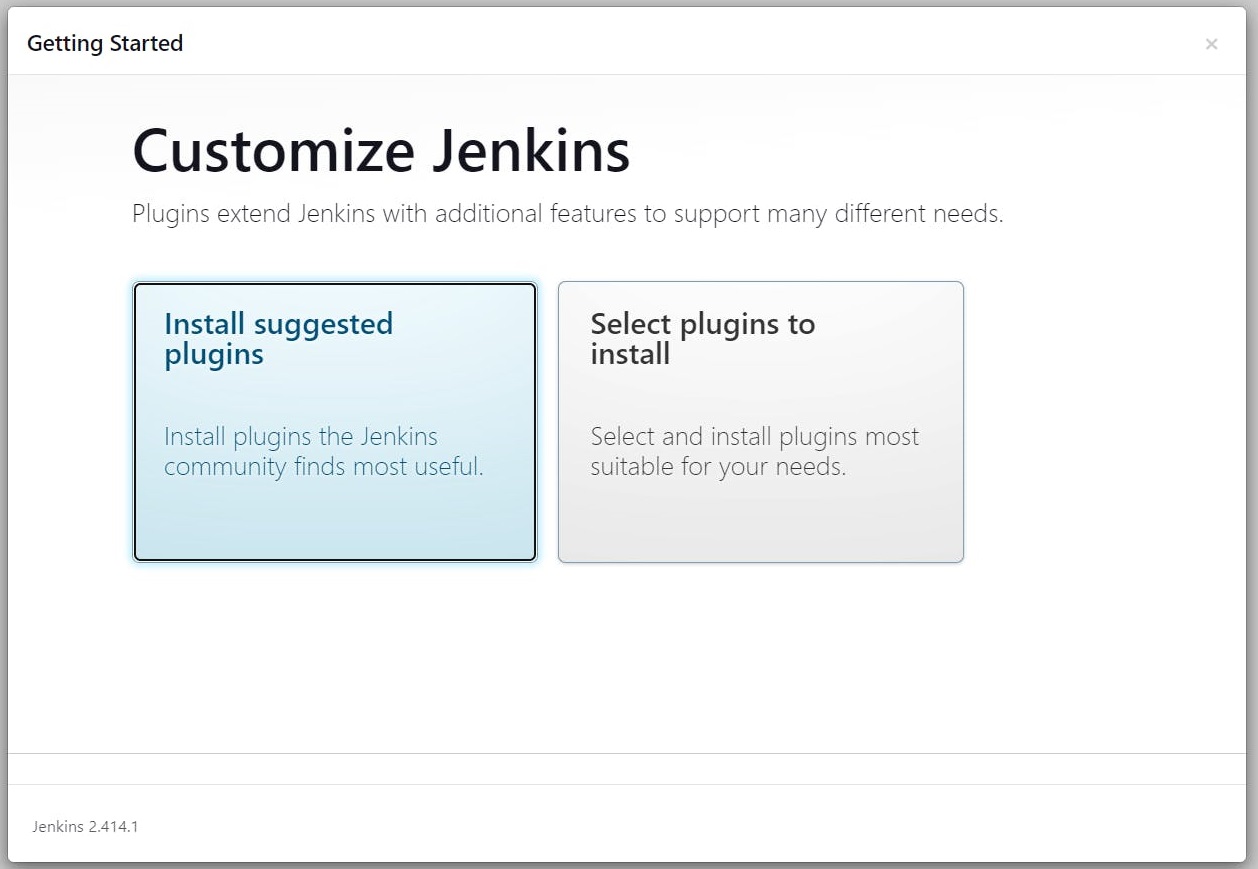 Getting Started
×
Customize Jenkins
Plugins extend Jenkins with additional features to support many different needs.
Install suggested
plugins
Install plugins the Jenkins
community finds most useful.
Select plugins to
install
Select and install plugins most
suitable for your needs.
Jenkins 2.414.1